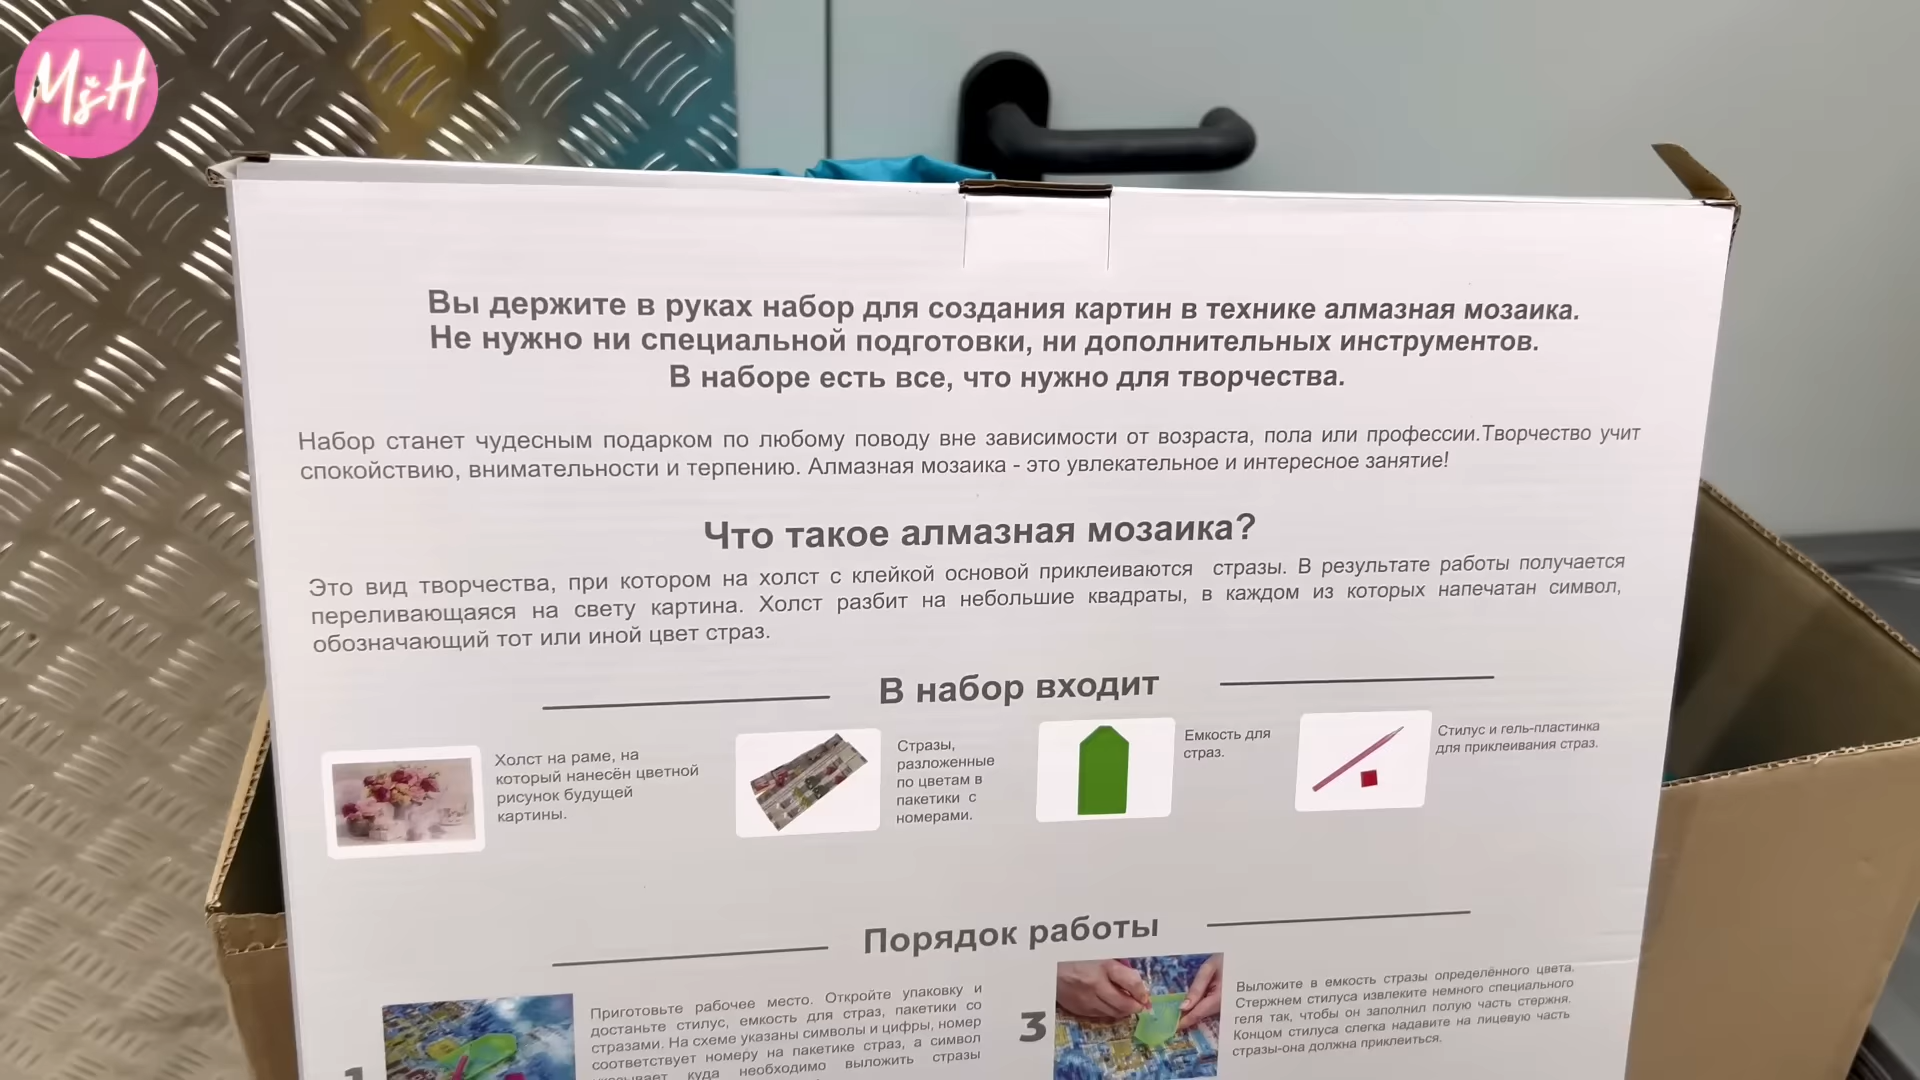 MšH
Вы держите в руках набор для создания картин в технике алмазная мозаика.
Не нужно ни специальной подготовки, ни дополнительных инструментов.
В наборе есть все, что нужно для творчества.
Набор станет чудесным подарком по любому поводу вне зависимости от возраста, пола или профессии.Творчество учит
спокойствию, внимательности и терпению. Алмазная мозаика - это увлекательное и интересное занятие!
Что такое алмазная мозаика?
Это вид творчества, при котором на холст с клейкой основой приклеиваются стразы. В результате работы получается
переливающаяся на свету картина. Холст разбит на небольшие квадраты, в каждом из которых напечатан символ,
обозначающий тот или иной цвет страз.
В набор входит
Холст на раме, на
который нанесён цветной
рисунок будущей
картины.
Стразы,
разложенные
по цветам в
пакетики с
номерами.
Емкость для
страз.
Стилус и гель-пластинка
для приклеивания страз.
Порядок работы
1
Приготовьте рабочее место. Откройте упаковку и
достаньте стилус, емкость для страз, пакетики со
стразами. На схеме указаны символы и цифры, номер
соответствует номеру на пакетике страз, а символ
указывает куда необходимо выложить стразы
3
Выложите в емкость стразы определённого цвета.
Стержнем стилуса извлеките немного специального
геля так, чтобы он заполнил полую часть стержня.
Концом стилуса слегка надавите на лицевую часть
стразы-она должна приклеиться.